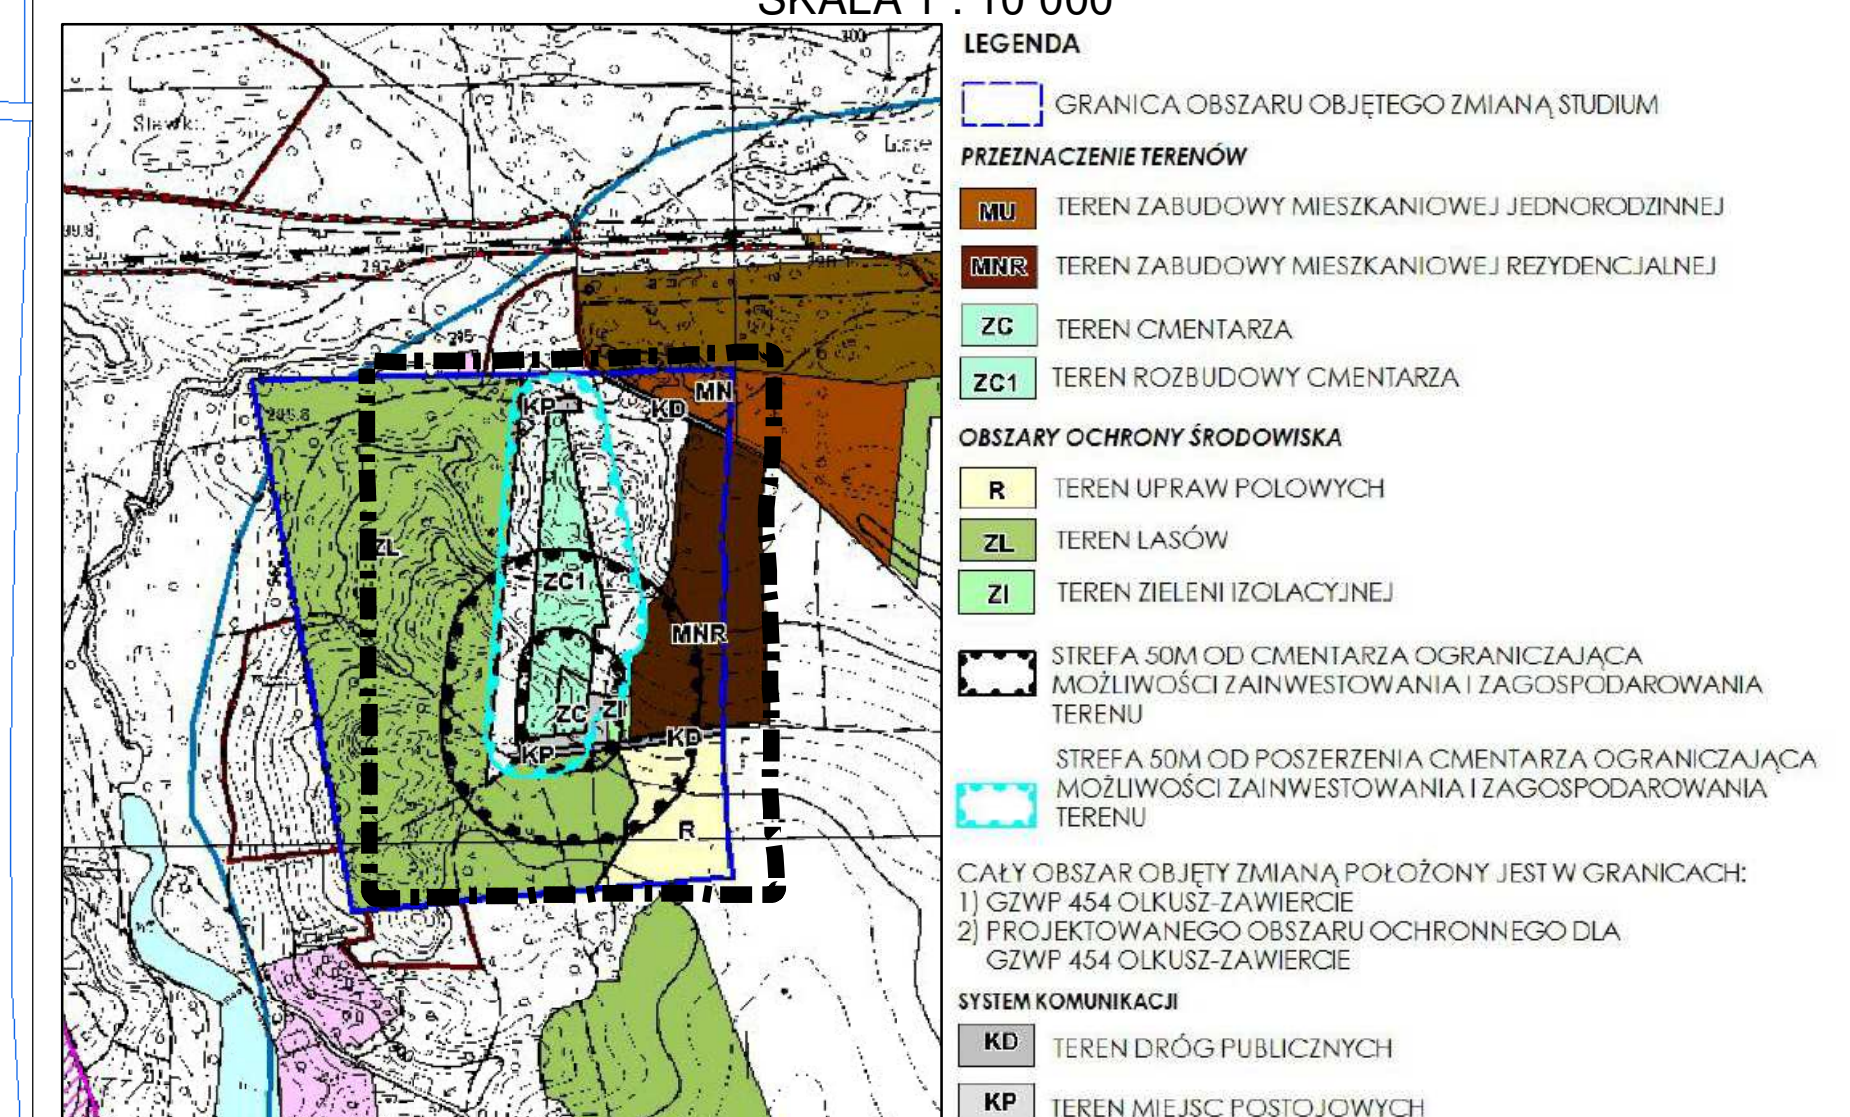 SKALA 1 : 10 000
LEGENDA
GRANICA OBSZARU OBJĘTEGO ZMIANĄ STUDIUM
PRZEZNACZENIE TERENÓW
MU TEREN ZABUDOWY MIESZKANIOWEJ JEDNORODZINNEJ
MNR TEREN ZABUDOWY MIESZKANIOWEJ REZYDENCJALNEJ
ZC TEREN CMENTARZA
ZC1 TEREN ROZBUDOWY CMENTARZA
OBSZARY OCHRONY ŚRODOWISKA
R TEREN UPRAW POLOWYCH
ZL TEREN LASÓW
ZI TEREN ZIELENI IZOLACYJNEJ
STREFA 50M OD CMENTARZA OGRANICZAJĄCA
MOŻLIWOŚCI ZAINWESTOWANIA I ZAGOSPODAROWANIA
TERENU
STREFA 50M OD POSZERZENIA CMENTARZA OGRANICZAJĄCA
MOŻLIWOŚCI ZAINWESTOWANIA I ZAGOSPODAROWANIA
TERENU
CAŁY OBSZAR OBJĘTY ZMIANĄ POŁOŻONY JEST W GRANICACH:
1) GZWP 454 OLKUSZ-ZAWIERCIE
2) PROJEKTOWANEGO OBSZARU OCHRONNEGO DLA
GZWP 454 OLKUSZ-ZAWIERCIE
SYSTEM KOMUNIKACJI
KD TEREN DRÓG PUBLICZNYCH
KP TEREN MIEJSC POSTOJOWYCH
300
Sławk
MN
KP
KD
ZL
ZC1
MNR
ZC
ZI
KP
KD
R